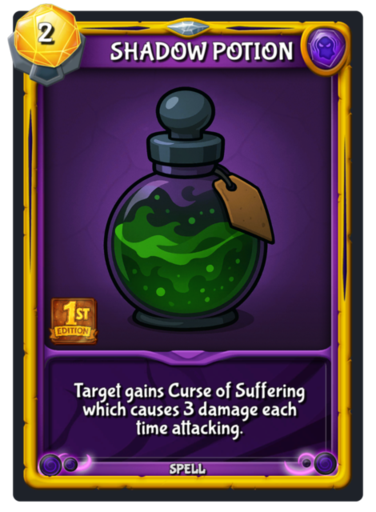 2
SHADOW POTION
1ST
EDITION
Target gains Curse of Suffering
which causes 3 damage each
time attacking.
SPELL